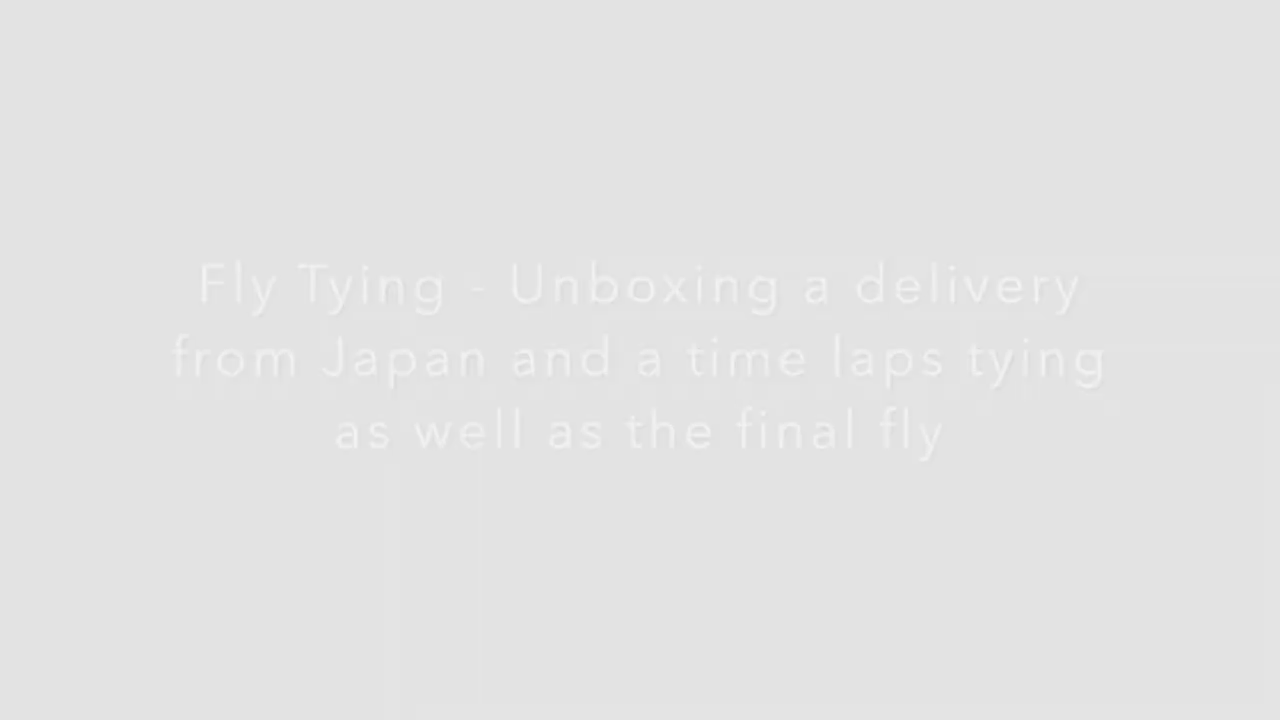 Fly Tying - Unboxing a delivery
from Japan and a time laps tying
as well as the final fly